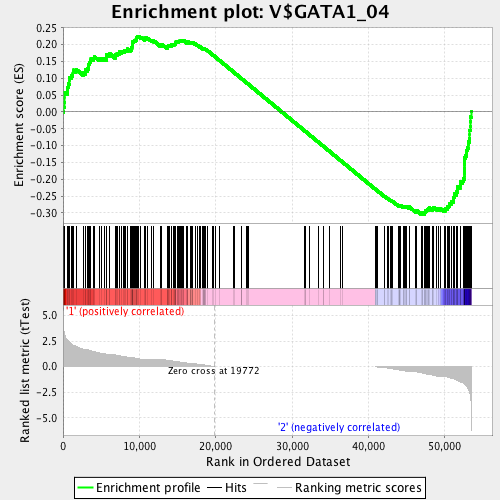 Enrichment plot: V$GATA1_04
Enrichment score (ES)
0.25
0.20
0.15
0.10
0.05
0.00
-0.05
-0.10
-0.15
-0.20
-0.25
-0.30
'1' (positively correlated)
Ranked list metric (tTest)
5.0
2.5
0.0
-2.5
-5.0
Zero cross at 19772
'2' (negatively correlated)
0
10,000
20,000
30,000
40,000
50,000
Rank in Ordered Dataset
Enrichment profile
Hits
Ranking metric scores